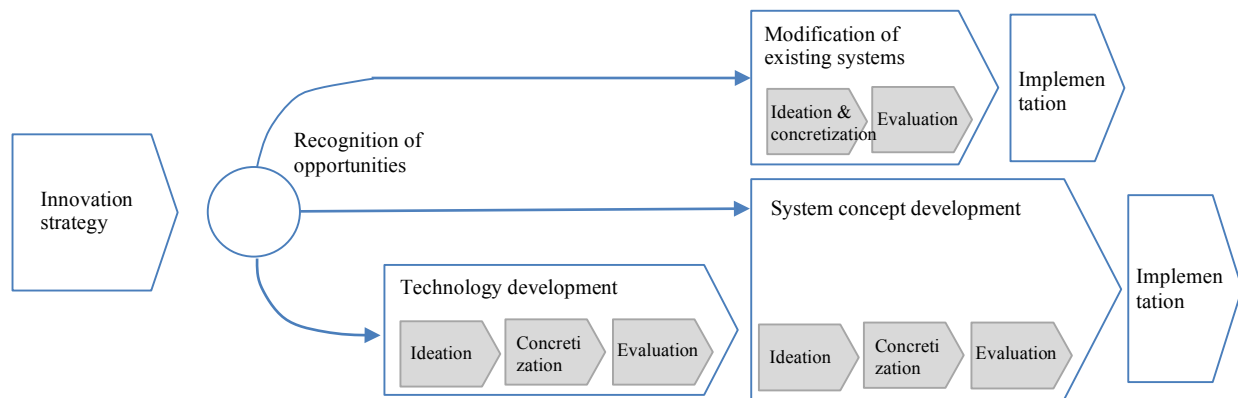 Innovation
strategy
Recognition of
opportunities
Modification of
existing systems
Ideation &
concretization
Evaluation
Implemen
tation
System concept development
Ideation
Concreti
zation
Evaluation
Implemen
tation
Technology development
Ideation
Concreti
zation
Evaluation